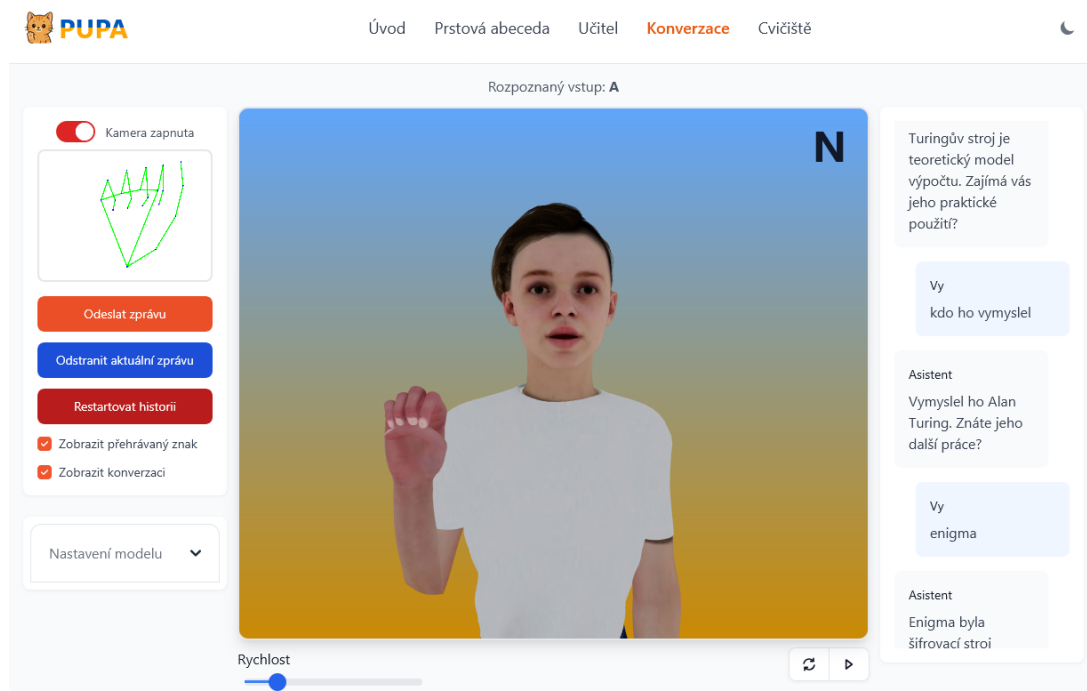 PUPA
Úvod
Prstová abeceda
Učitel
Konverzace
Cvičiště
Rozpoznaný vstup: A
Kamera zapnuta
Odeslat zprávu
Odstranit aktuální zprávu
Restartovat historii
Zobrazit přehrávaný znak
Zobrazit konverzaci
Nastavení modelu
N
Rychlost
Turingův stroj je
teoretický model
výpočtu. Zajímá vás
jeho praktické
použití?
Vy
kdo ho vymyslel
Asistent
Vymyslel ho Alan
Turing. Znáte jeho
další práce?
Vy
enigma
Asistent
Enigma byla
šifrovací stroj